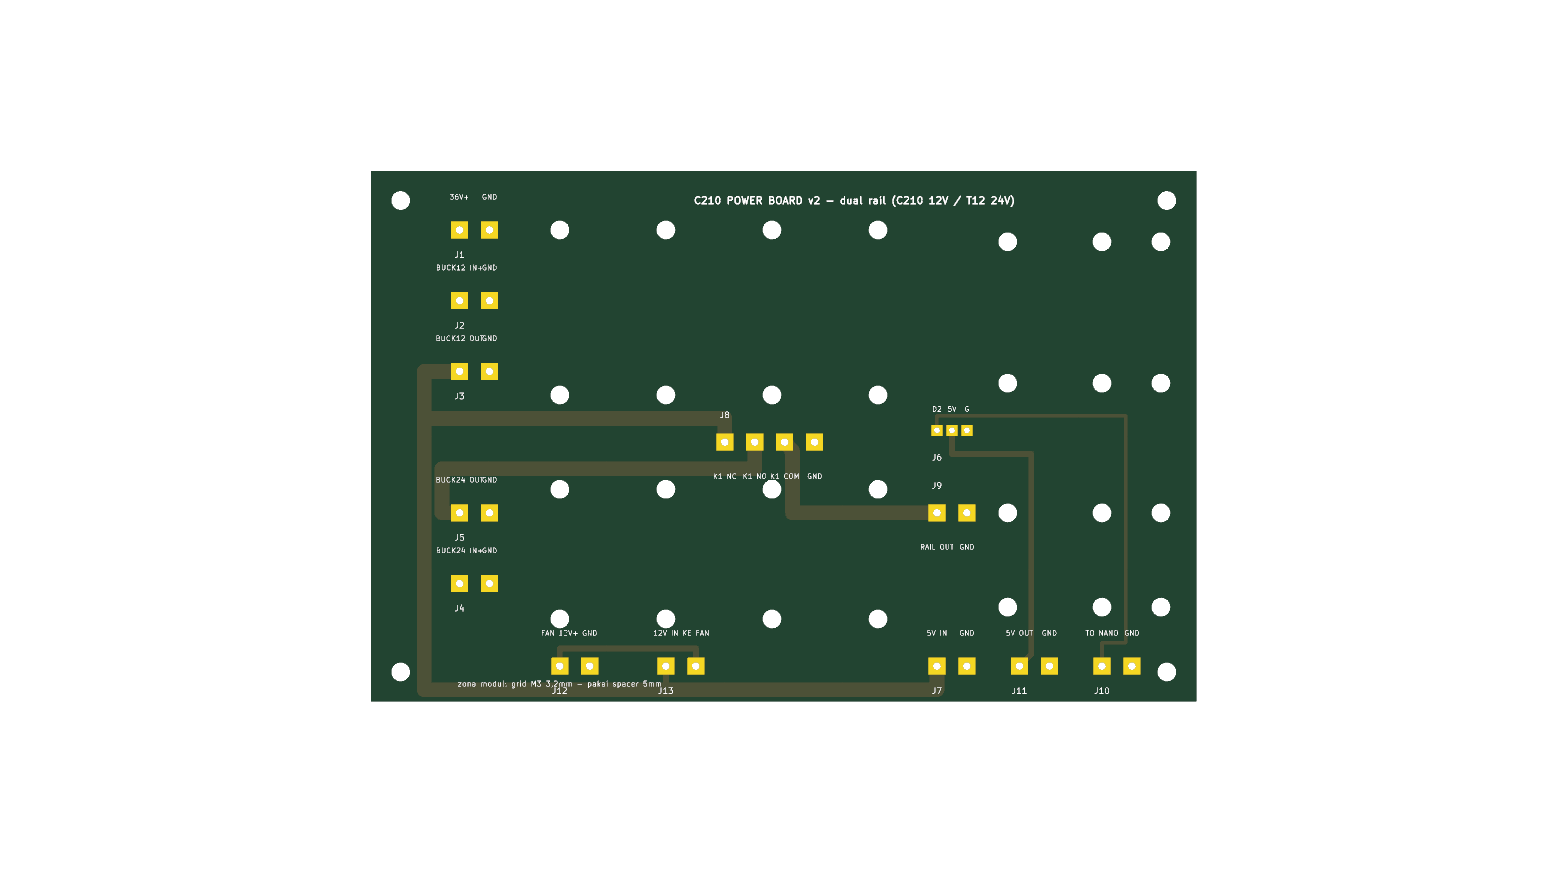 36V+ GND
C210 POWER BOARD v2 — dual rail (C210 12V / T12 24V)
J1
BUCK12 IN+GND
J2
BUCK12 OUTGND
J3
D2 5V G
J8
J6
K1 NC K1 NO K1 COM GND
BUCK24 OUTGND
J9
J5
BUCK24 IN+GND
RAIL OUT GND
J4
FAN 12V+ GND
12V IN KE FAN
5V IN GND
5V OUT GND
TO NANO GND
zona modul: grid M3 3.2mm — pakai spacer 5mm
J12
J13
J7
J11
J10